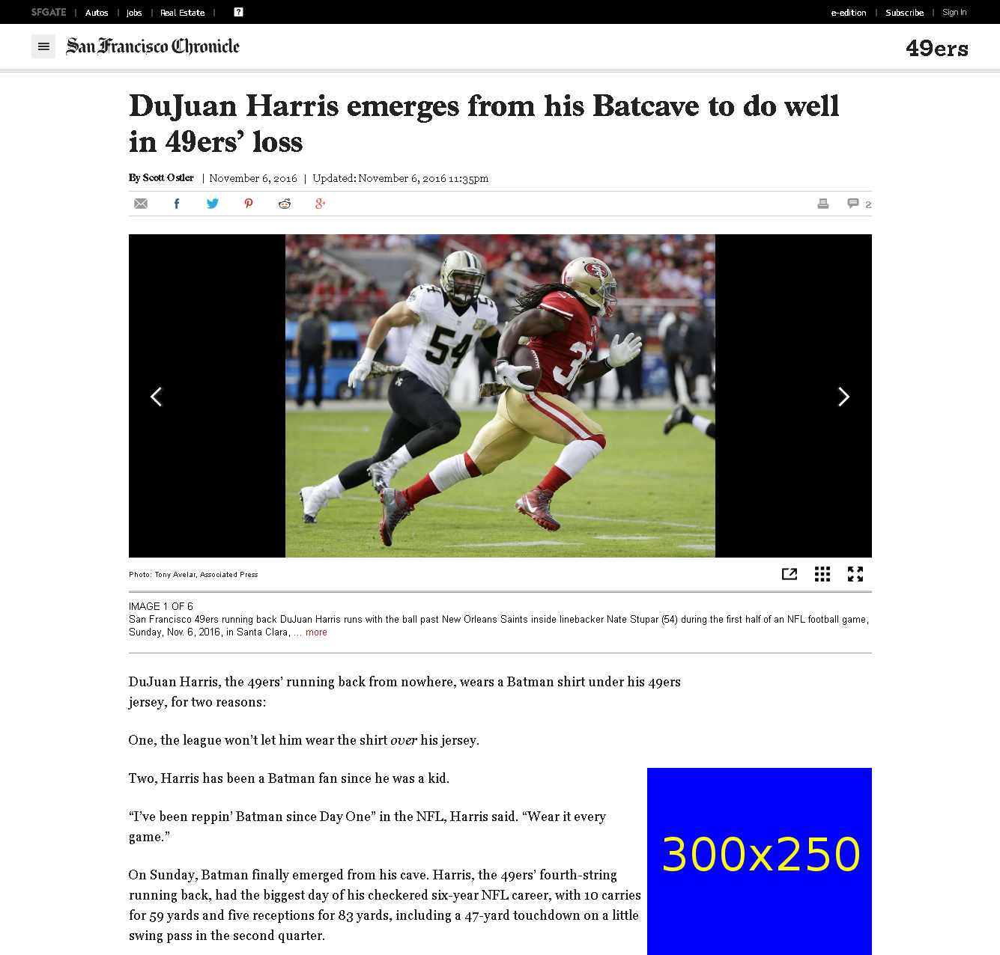 SFGATE | Autos | Jobs | Real Estate | ? e-edition | Subscribe | Sign In
San Francisco Chronicle 49ers
DuJuan Harris emerges from his Batcave to do well
in 49ers’ loss
By Scott Ostler | November 6, 2016 | Updated: November 6, 2016 11:35pm
2
54
54
SF
Photo: Tony Avelar, Associated Press
IMAGE 1 OF 6
San Francisco 49ers running back DuJuan Harris runs with the ball past New Orleans Saints inside linebacker Nate Stupar (54) during the first half of an NFL football game,
Sunday, Nov. 6, 2016, in Santa Clara, ... more
DuJuan Harris, the 49ers’ running back from nowhere, wears a Batman shirt under his 49ers
jersey, for two reasons:
One, the league won’t let him wear the shirt over his jersey.
Two, Harris has been a Batman fan since he was a kid.
“I’ve been reppin’ Batman since Day One” in the NFL, Harris said. “Wear it every
game.”
On Sunday, Batman finally emerged from his cave. Harris, the 49ers’ fourth-string
running back, had the biggest day of his checkered six-year NFL career, with 10 carries
for 59 yards and five receptions for 83 yards, including a 47-yard touchdown on a little
swing pass in the second quarter.
300x250